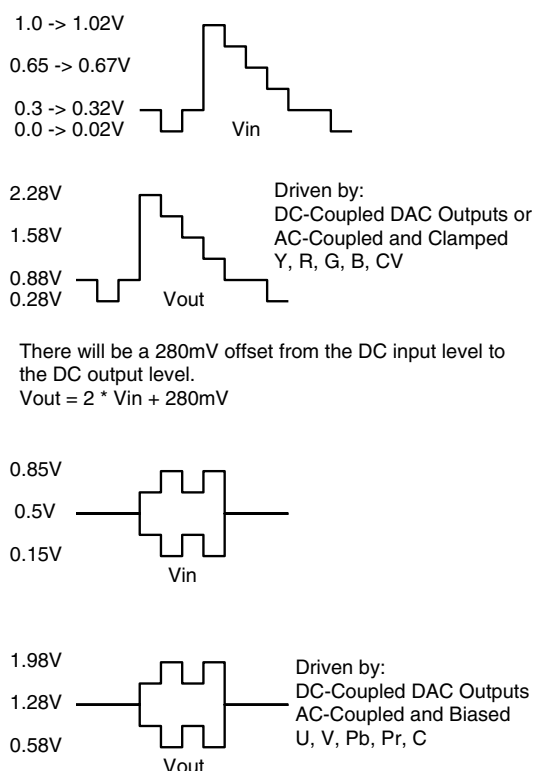 1.0 -> 1.02V
0.65 -> 0.67V
0.3 -> 0.32V
0.0 -> 0.02V
Vin
2.28V
1.58V
0.88V
0.28V
Vout
Driven by:
DC-Coupled DAC Outputs or
AC-Coupled and Clamped
Y, R, G, B, CV
There will be a 280mV offset from the DC input level to
the DC output level.
Vout = 2 * Vin + 280mV
0.85V
0.5V
0.15V
Vin
1.98V
1.28V
0.58V
Vout
Driven by:
DC-Coupled DAC Outputs
AC-Coupled and Biased
U, V, Pb, Pr, C